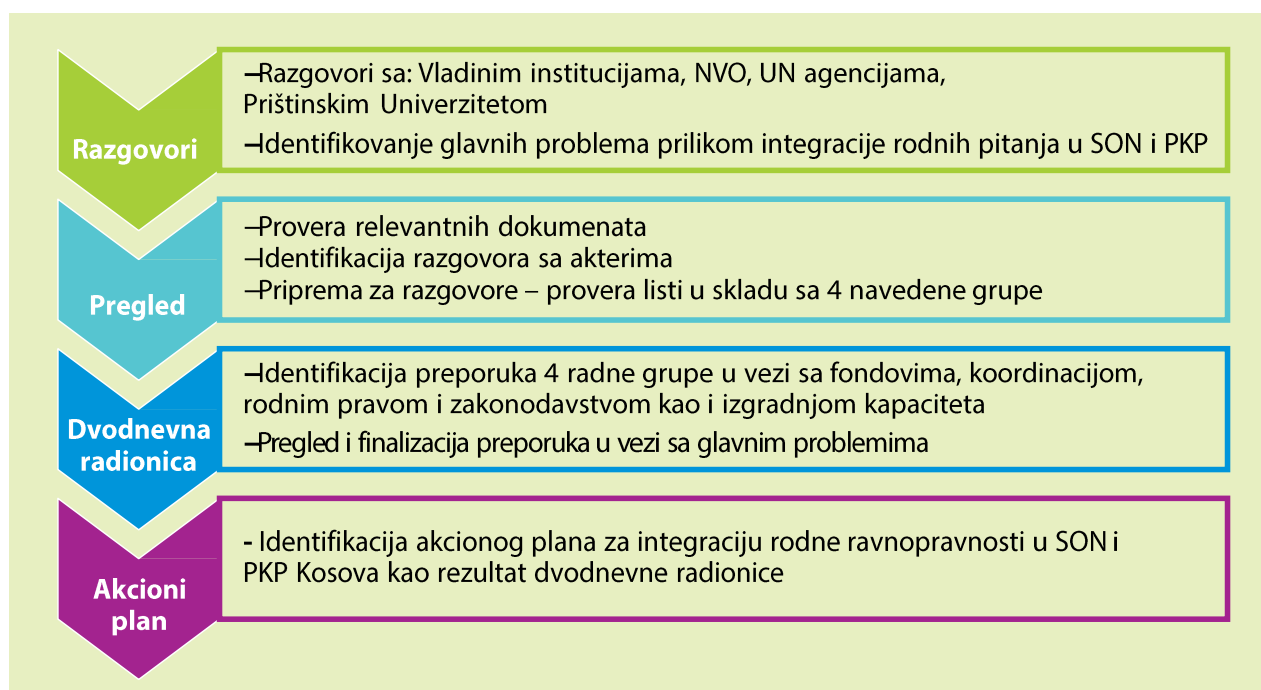 Razgovori
–Razgovori sa: Vladinim institucijama, NVO, UN agencijama,
Prištinskim Univerzitetom
–Identifikovanje glavnih problema prilikom integracije rodnih pitanja u SON i PKP
Pregled
–Provera relevantnih dokumenata
–Identifikacija razgovora sa akterima
–Priprema za razgovore – provera listi u skladu sa 4 navedene grupe
Dvodnevna
radionica
–Identifikacija preporuka 4 radne grupe u vezi sa fondovima, koordinacijom,
rodnim pravom i zakonodavstvom kao i izgradnjom kapaciteta
–Pregled i finalizacija preporuka u vezi sa glavnim problemima
Akcioni
plan
- Identifikacija akcionog plana za integraciju rodne ravnopravnosti u SON i
PKP Kosova kao rezultat dvodnevne radionice